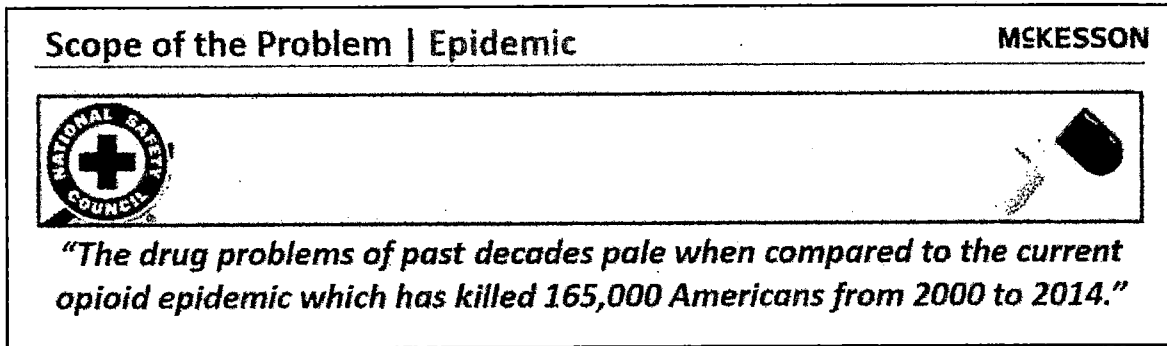 Scope of the Problem | Epidemic
McKESSON
NATIONAL SAFETY
COUNCIL
"The drug problems of past decades pale when compared to the current
opioid epidemic which has killed 165,000 Americans from 2000 to 2014."